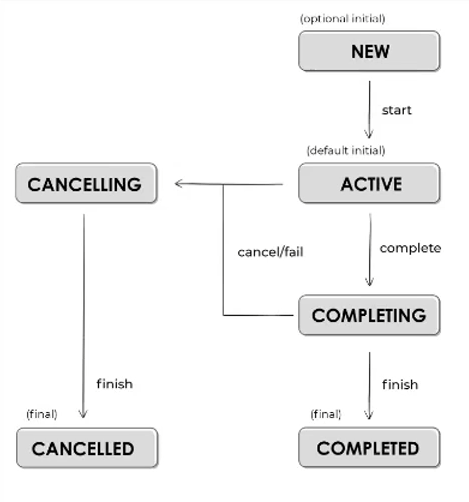 (optional initial)
NEW
start
(default initial)
CANCELLING
ACTIVE
cancel/fail
complete
COMPLETING
finish
finish
(final)
(final)
CANCELLED
COMPLETED